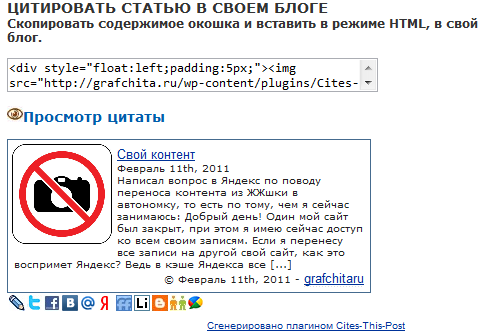 ЦИТИРОВАТЬ СТАТЬЮ В СВОЕМ БЛОГЕ
Скопировать содержимое окошка и вставить в режиме HTML, в свой
блог.
<div style="float:left;padding:5px;"><img
src="http://grafchita.ru/wp-content/plugins/Cites-
Просмотр цитаты
Свой контент
Февраль 11th, 2011
Написал вопрос в Яндекс по поводу
переноса контента из ЖЖшки в
автономку, то есть по тому, чем я сейчас
занимаюсь: Добрый день! Один мой сайт
был закрыт, при этом я имею сейчас доступ
ко всем своим записям. Если я перенесу
все записи на другой свой сайт, как это
воспримет Яндекс? Ведь в кэше Яндекса все [...]
© Февраль 11th, 2011 - grafchitaru
Сгенерировано плагином Cites-This-Post